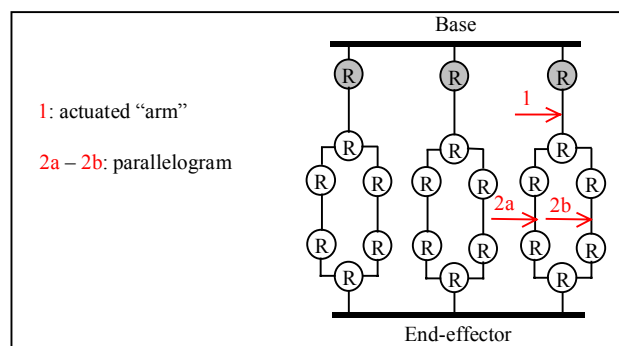 Base
R R R
1: actuated “arm”
1
R R R
2a – 2b: parallelogram
R R R R R R
2a 2b
R R R R R R
R R R
End-effector